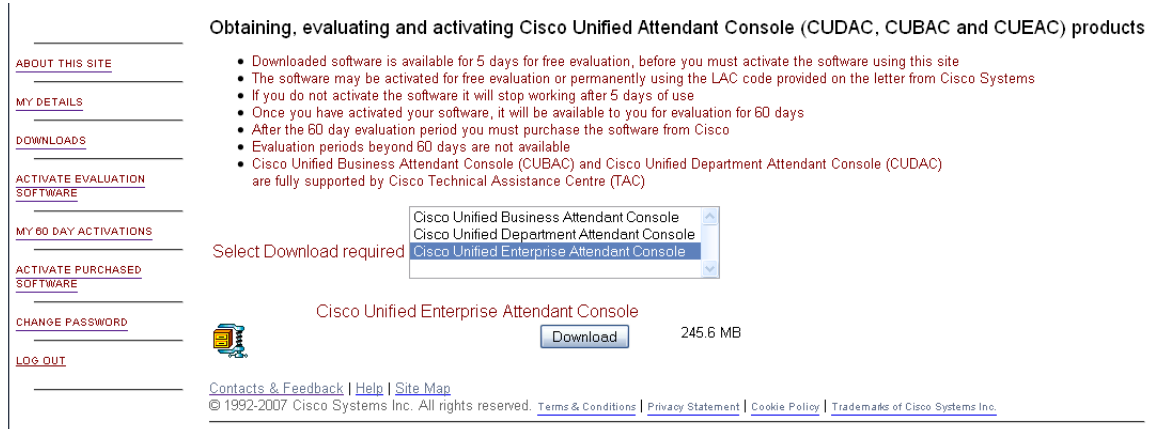 Obtaining, evaluating and activating Cisco Unified Attendant Console (CUDAC, CUBAC and CUEAC) products
ABOUT THIS SITE
MY DETAILS
DOWNLOADS
ACTIVATE EVALUATION
SOFTWARE
MY 60 DAY ACTIVATIONS
ACTIVATE PURCHASED
SOFTWARE
CHANGE PASSWORD
LOG OUT
• Downloaded software is available for 5 days for free evaluation, before you must activate the software using this site
• The software may be activated for free evaluation or permanently using the LAC code provided on the letter from Cisco Systems
• If you do not activate the software it will stop working after 5 days of use
• Once you have activated your software, it will be available to you for evaluation for 60 days
• After the 60 day evaluation period you must purchase the software from Cisco
• Evaluation periods beyond 60 days are not available
• Cisco Unified Business Attendant Console (CUBAC) and Cisco Unified Department Attendant Console (CUDAC)
are fully supported by Cisco Technical Assistance Centre (TAC)
Select Download required
Cisco Unified Business Attendant Console
Cisco Unified Department Attendant Console
Cisco Unified Enterprise Attendant Console
Cisco Unified Enterprise Attendant Console
Download 245.6 MB
Contacts & Feedback | Help | Site Map
© 1992-2007 Cisco Systems Inc. All rights reserved. Terms & Conditions | Privacy Statement | Cookie Policy | Trademarks of Cisco Systems Inc.